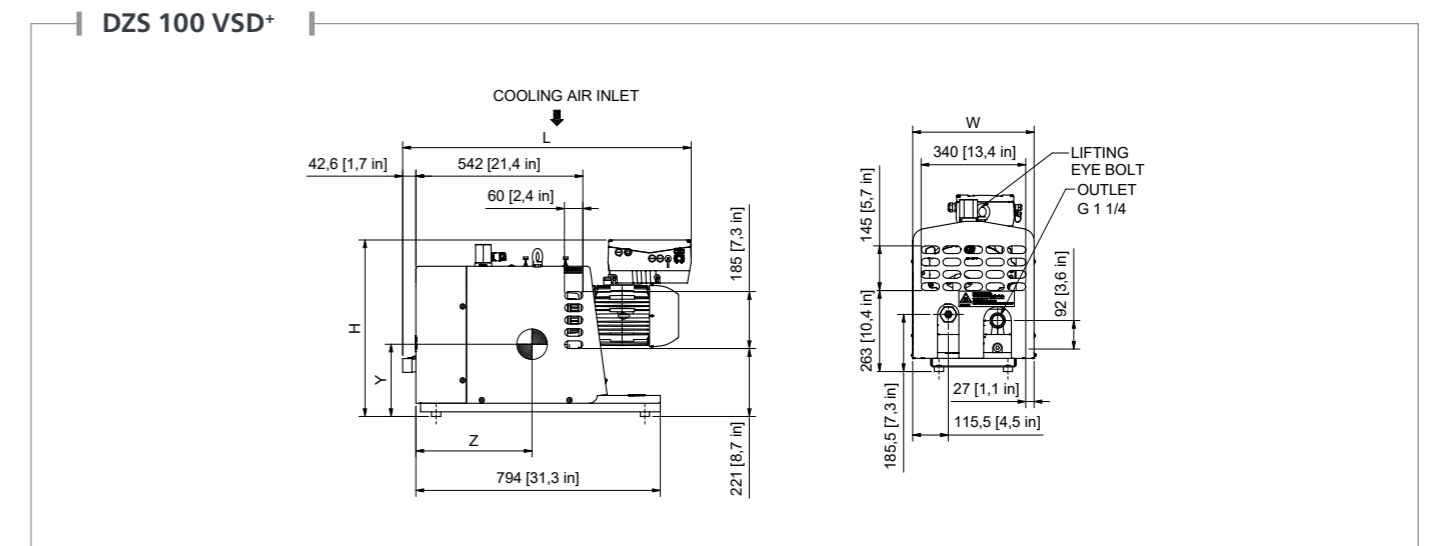 DZS 100 VSD+
COOLING AIR INLET
L
42,6 [1,7 in]
542 [21,4 in]
60 [2,4 in]
185 [7,3 in]
H
Y
Z
794 [31,3 in]
221 [8,7 in]
W
340 [13,4 in]
LIFTING
EYE BOLT
OUTLET
G 1 1/4
145 [5,7 in]
92 [3,6 in]
263 [10,4 in]
27 [1,1 in]
115,5 [4,5 in]
185,5 [7,3 in]